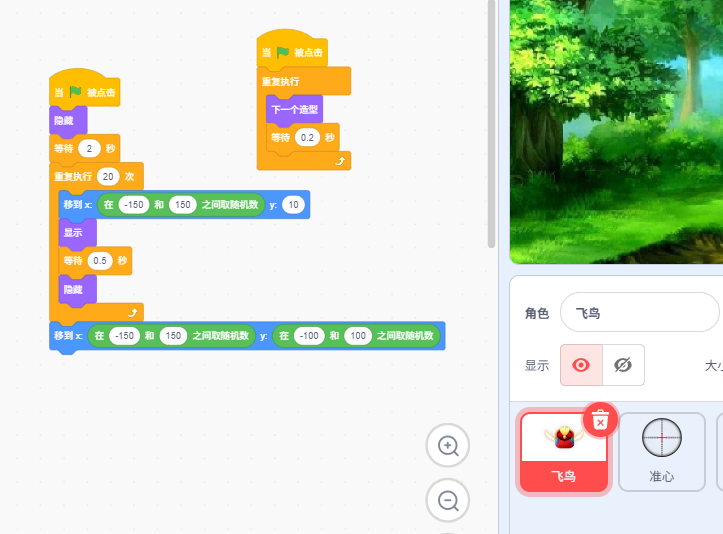 当 被点击
隐藏
等待 2 秒
重复执行 20 次
移到 x: 在 -150 和 150 之间取随机数 y: 10
显示
等待 0.5 秒
隐藏
移到 x: 在 -150 和 150 之间取随机数 y: 在 -100 和 100 之间取随机数
当 被点击
重复执行
下一个造型
等待 0.2 秒
角色 飞鸟
显示 大
飞鸟
准心